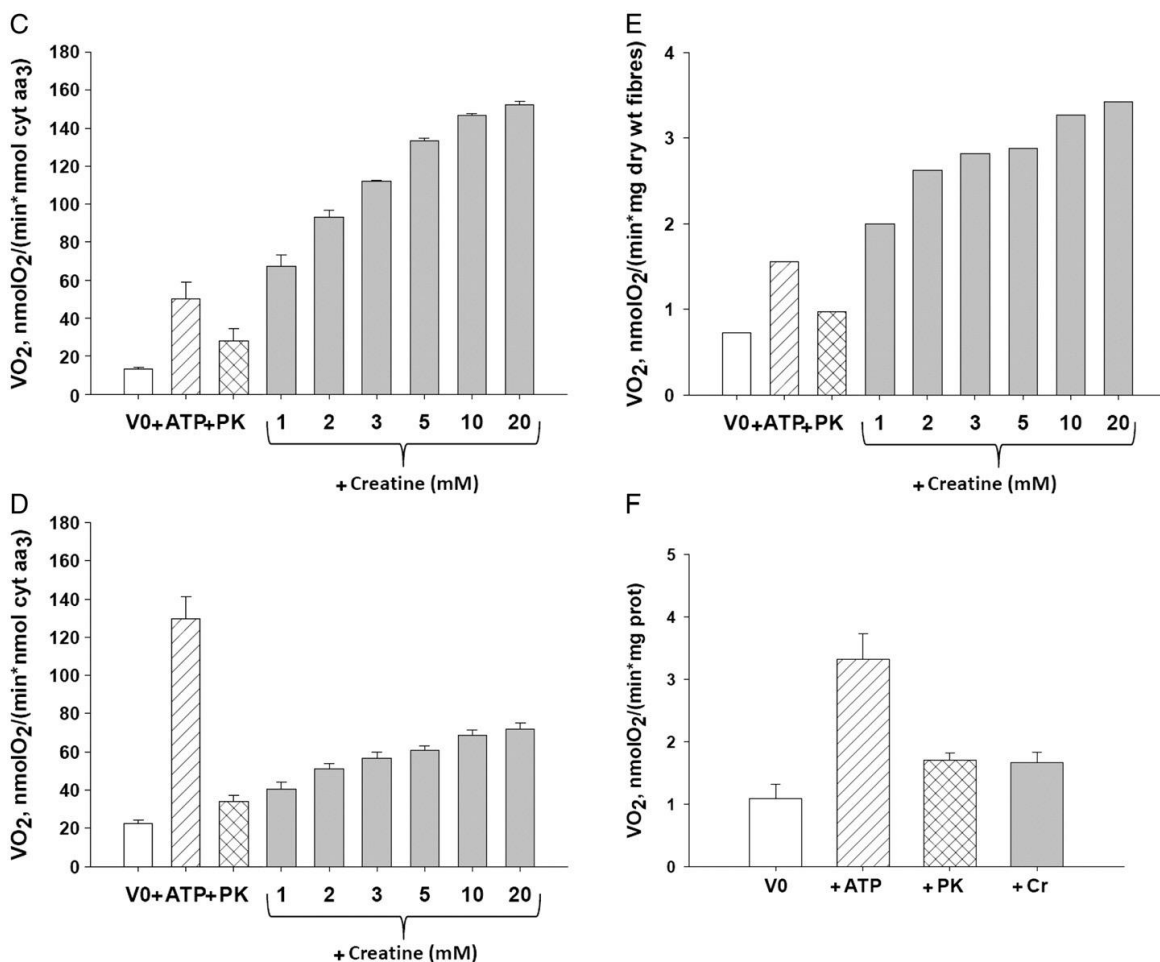 C
VO2, nmolO2/(min*nmol cyt aa3)
180
160
140
120
100
80
60
40
20
0
V0+ATP+PK 1 2 3 5 10 20
+ Creatine (mM)
E
VO2, nmolO2/(min*mg dry wt fibres)
4
3
2
1
0
V0+ATP+PK 1 2 3 5 10 20
+ Creatine (mM)
D
VO2, nmolO2/(min*nmol cyt aa3)
180
160
140
120
100
80
60
40
20
0
V0+ATP+PK 1 2 3 5 10 20
+ Creatine (mM)
F
VO2, nmolO2/(min*mg prot)
5
4
3
2
1
0
V0 +ATP +PK +Cr